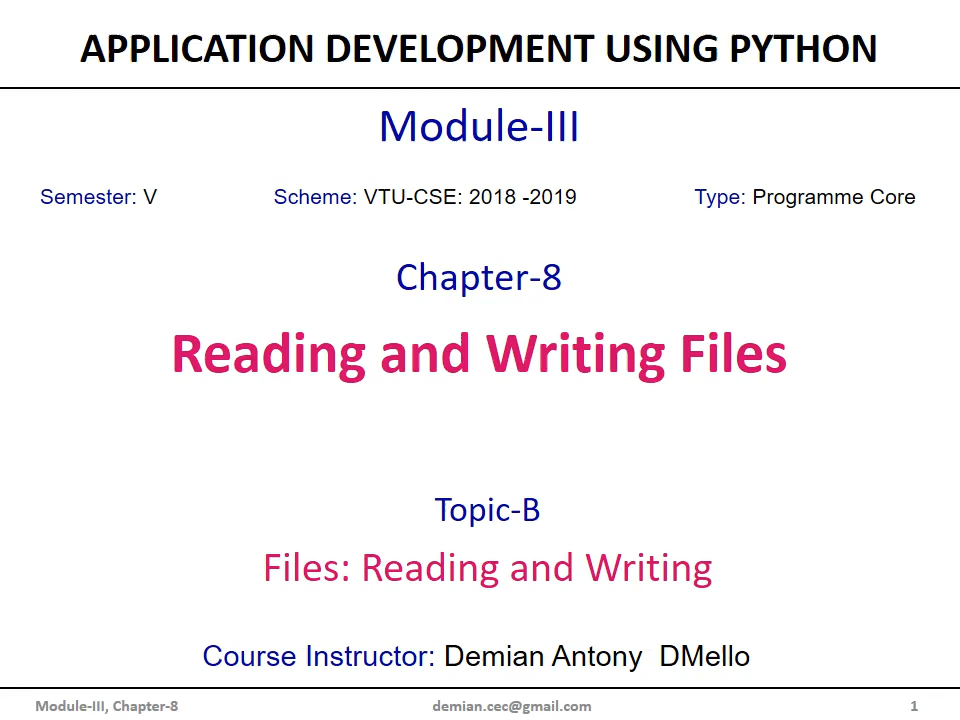 APPLICATION DEVELOPMENT USING PYTHON
Module-III
Semester: V Scheme: VTU-CSE: 2018 -2019 Type: Programme Core
Chapter-8
Reading and Writing Files
Topic-B
Files: Reading and Writing
Course Instructor: Demian Antony  DMello
Module-III, Chapter-8 demian.cec@gmail.com 1